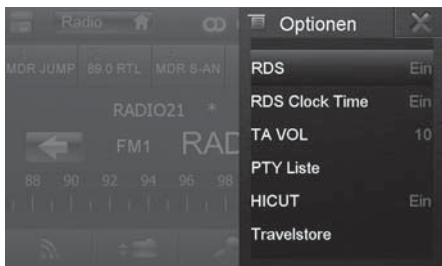 Radio
Optionen
MDR JUMP 89.0 RTL MDR S-AN
RDS Ein
RADIO21 *
RDS Clock Time Ein
FM1 RAD
TA VOL 10
PTY Liste
88 90 92 94 96 98
HICUT Ein
Travelstore